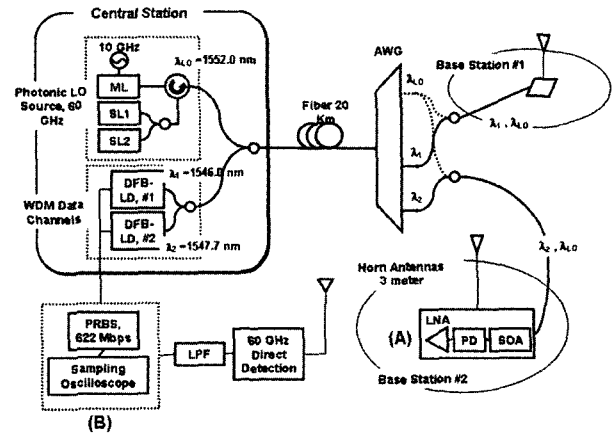 Central Station
10 GHz
λLO =1552.0 nm
Photonic LO
Source, 60
GHz
ML
SL1
SL2
WDM Data
Channels
λ1 =1546.0 nm
DFB-
LD, #1
DFB-
LD, #2
λ2 =1547.7 nm
Fiber 20
Km
AWG
λLO
λ1
λ2
Base Station #1
λ1 , λLO
λ2 , λLO
Horn Antennas
3 meter
(A)
LNA
PD
SOA
Base Station #2
PRBS,
622 Mbps
Sampling
Oscilloscope
LPF
60 GHz
Direct
Detection
(B)